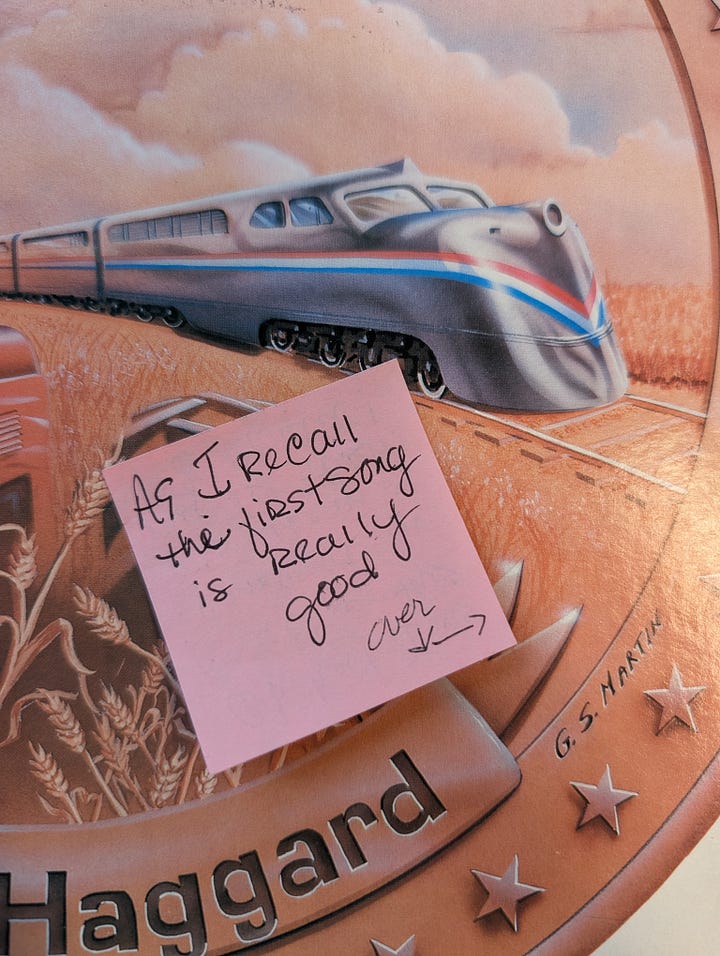 As I recall
the first song
is really
good
over
G. S. MARTIN
Haggard